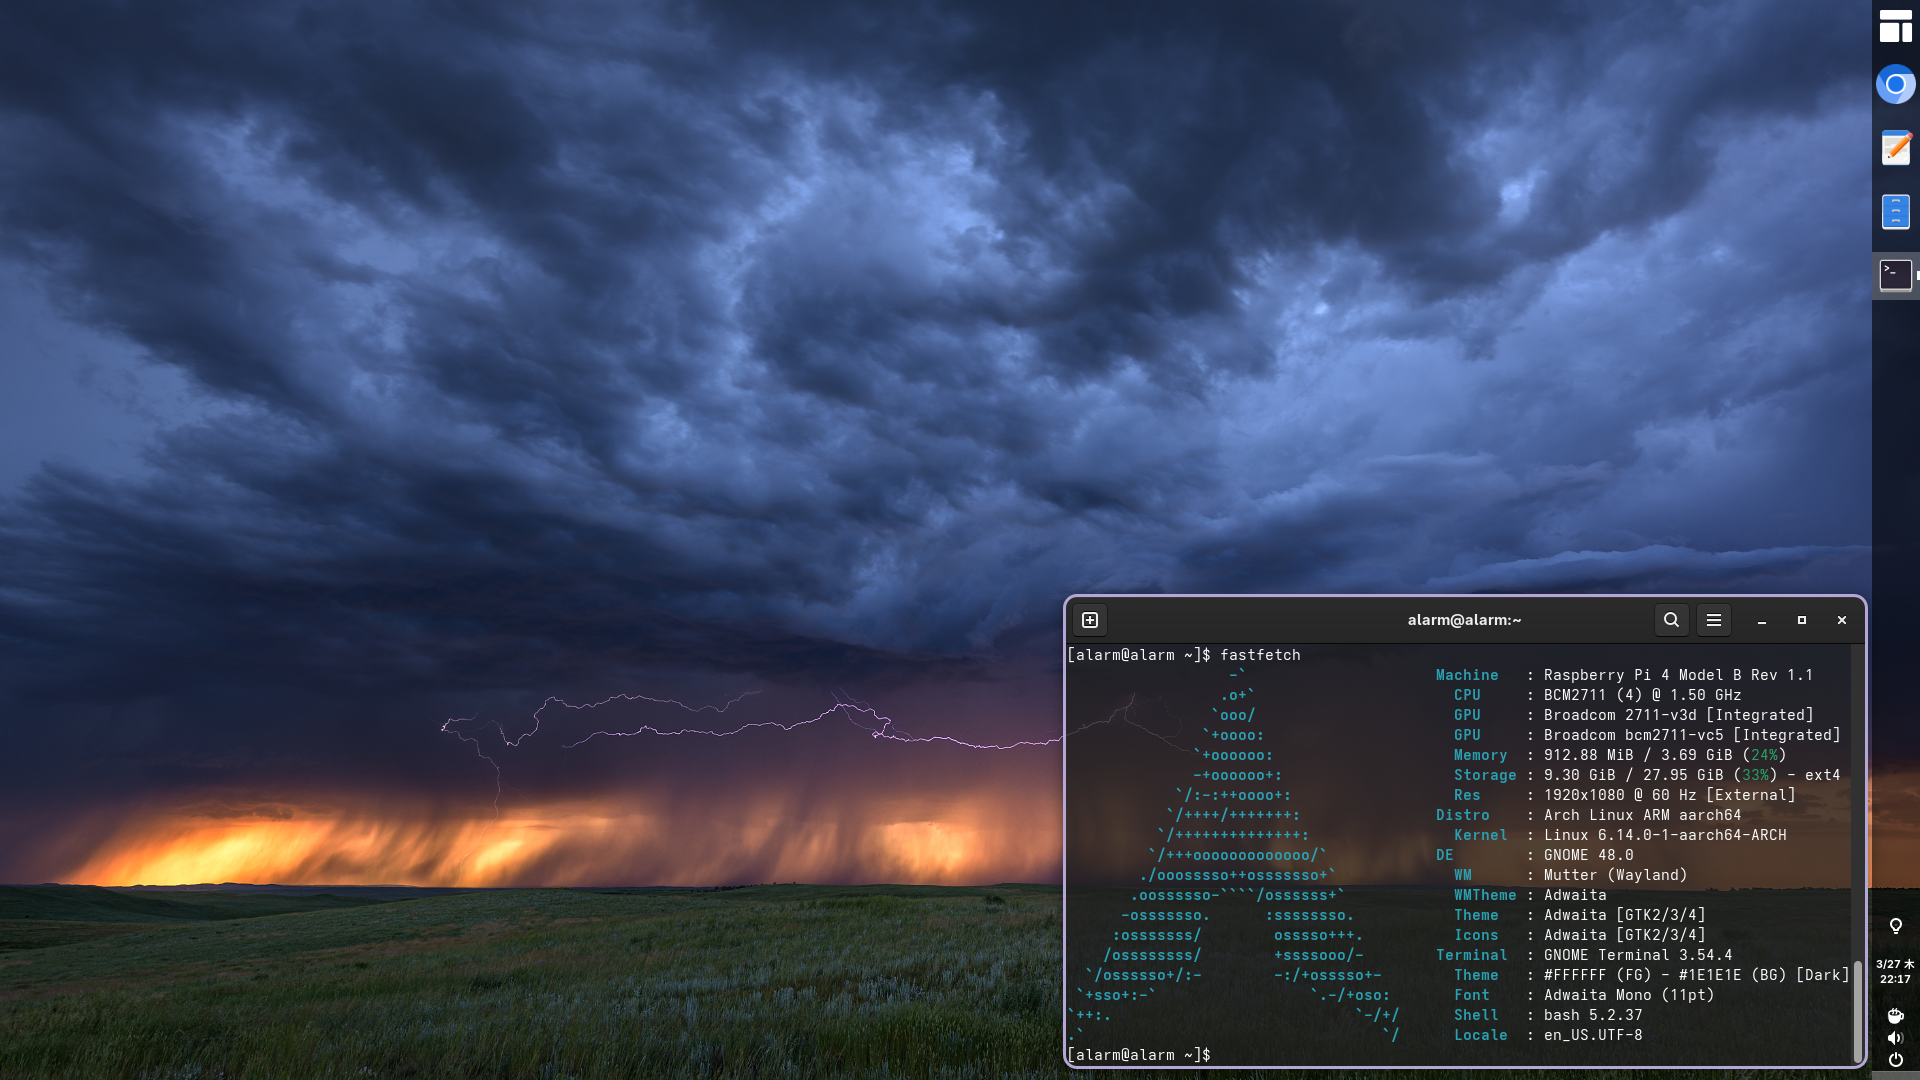 alarm@alarm:~
[alarm@alarm ~]$ fastfetch
Machine : Raspberry Pi 4 Model B Rev 1.1
CPU : BCM2711 (4) @ 1.50 GHz
GPU : Broadcom 2711-v3d [Integrated]
GPU : Broadcom bcm2711-vc5 [Integrated]
Memory : 912.88 MiB / 3.69 GiB (24%)
Storage : 9.30 GiB / 27.95 GiB (33%) - ext4
Res : 1920x1080 @ 60 Hz [External]
Distro : Arch Linux ARM aarch64
Kernel : Linux 6.14.0-1-aarch64-ARCH
DE : GNOME 48.0
WM : Mutter (Wayland)
WMTheme : Adwaita
Theme : Adwaita [GTK2/3/4]
Icons : Adwaita [GTK2/3/4]
Terminal : GNOME Terminal 3.54.4
Theme : #FFFFFF (FG) - #1E1E1E (BG) [Dark]
Font : Adwaita Mono (11pt)
Shell : bash 5.2.37
Locale : en_US.UTF-8
[alarm@alarm ~]$
3/27 木
22:17